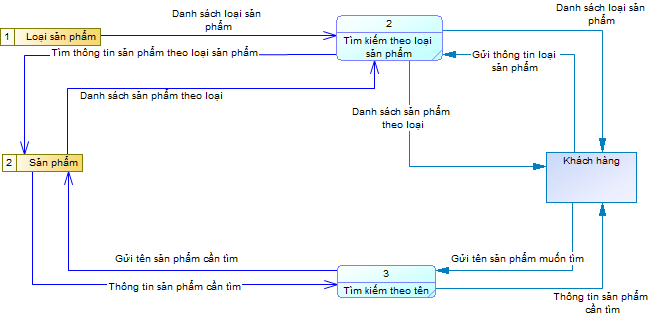 Danh sách loại sản
phẩm
Danh sách loại sản
phẩm
1 Loại sản phẩm
2
Tìm kiếm theo loại
sản phẩm
Tìm thông tin sản phẩm theo loại sản phẩm
Gửi thông tin loại
sản phẩm
Danh sách sản phẩm theo loại
Danh sách sản phẩm
theo loại
2 Sản phẩm
Khách hàng
Gửi tên sản phẩm cần tìm
Gửi tên sản phẩm muốn tìm
3
Tìm kiếm theo tên
Thông tin sản phẩm cần tìm
Thông tin sản phẩm
cần tìm